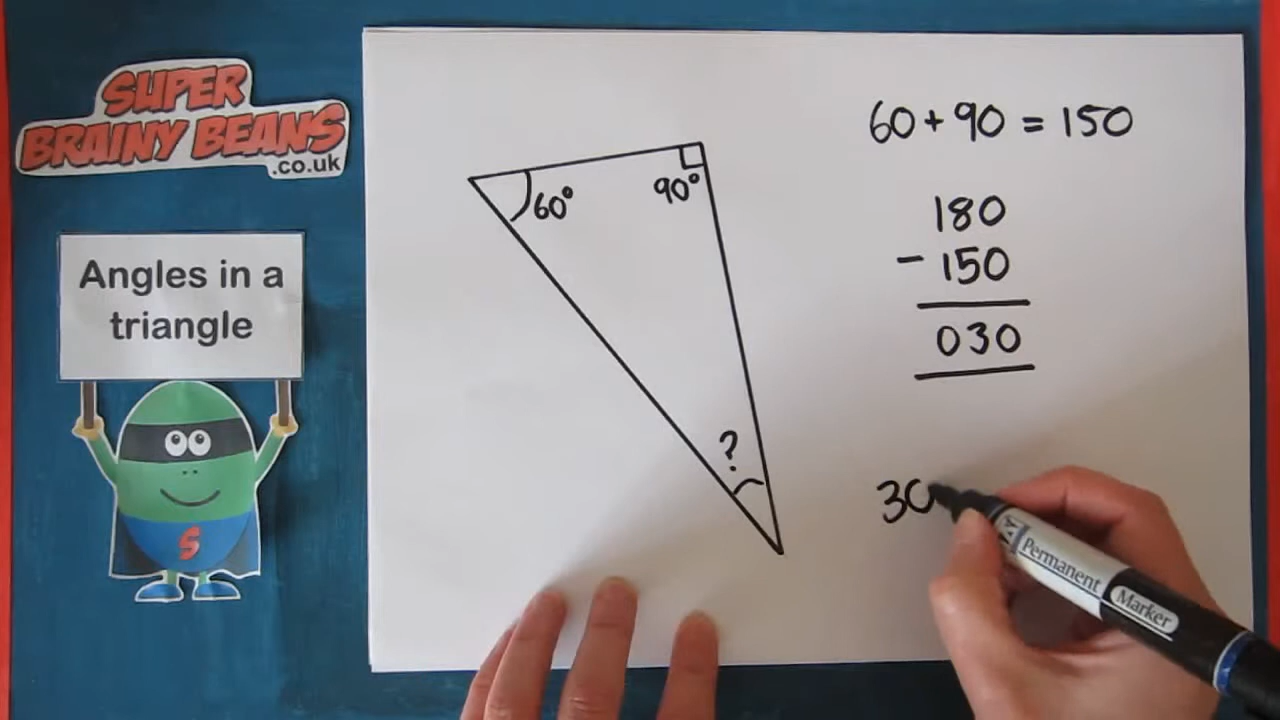 SUPER
BRAINY BEANS
.co.uk
Angles in a
triangle
S
60°
90°
?
60 + 90 = 150
180
- 150
030
30
Permanent
Marker